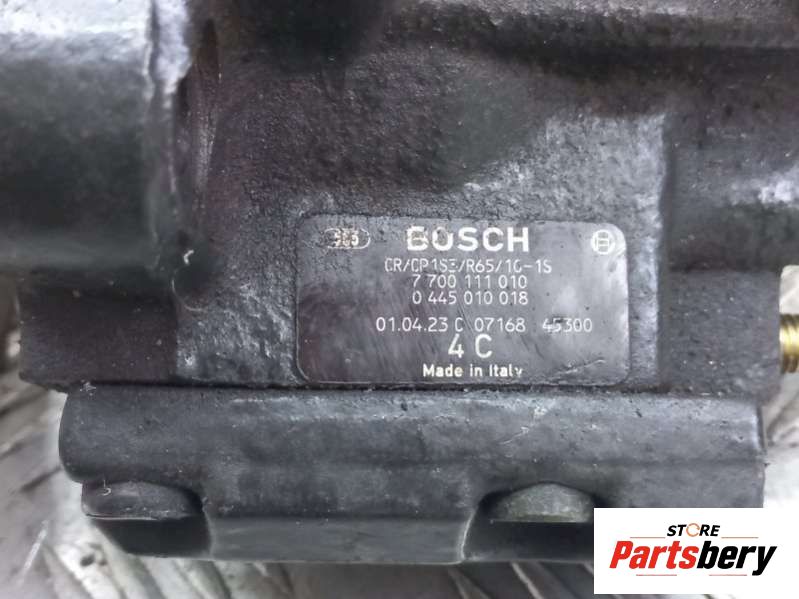 BOSCH
CR/CP1S3/R65/10-1S
7 700 111 010
0 445 010 018
01.04.23 C 07168 45300
4 C
Made in Italy
STORE
Partsbery